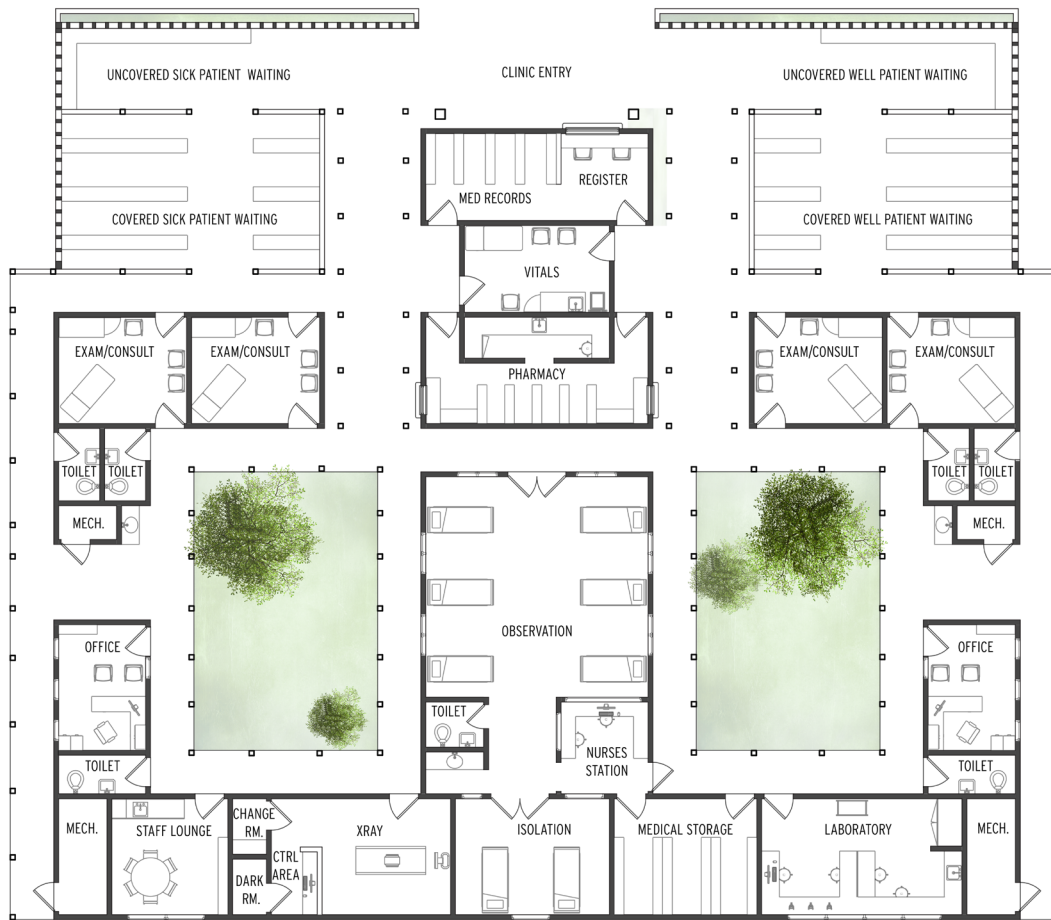 UNCOVERED SICK PATIENT WAITING
CLINIC ENTRY
UNCOVERED WELL PATIENT WAITING
REGISTER
MED RECORDS
COVERED SICK PATIENT WAITING
COVERED WELL PATIENT WAITING
VITALS
EXAM/CONSULT
EXAM/CONSULT
PHARMACY
EXAM/CONSULT
EXAM/CONSULT
TOILET
TOILET
TOILET
TOILET
MECH.
MECH.
OBSERVATION
OFFICE
OFFICE
TOILET
NURSES
STATION
TOILET
TOILET
MECH.
STAFF LOUNGE
CHANGE
RM.
XRAY
CTRL
AREA
DARK
RM.
ISOLATION
MEDICAL STORAGE
LABORATORY
MECH.